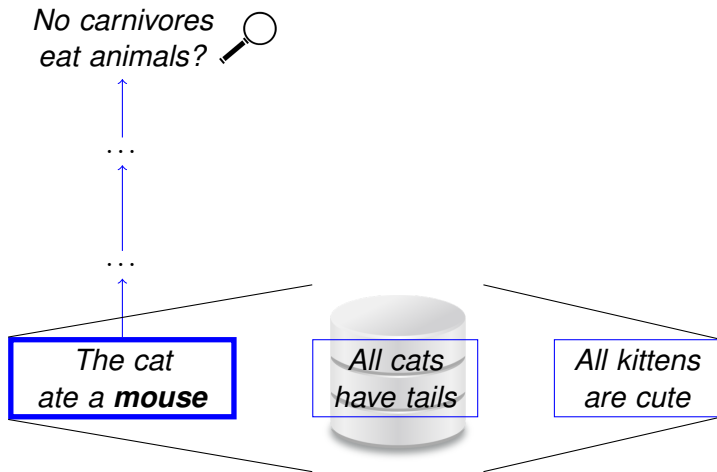 No carnivores
eat animals?
...
...
The cat
ate a mouse
All cats
have tails
All kittens
are cute